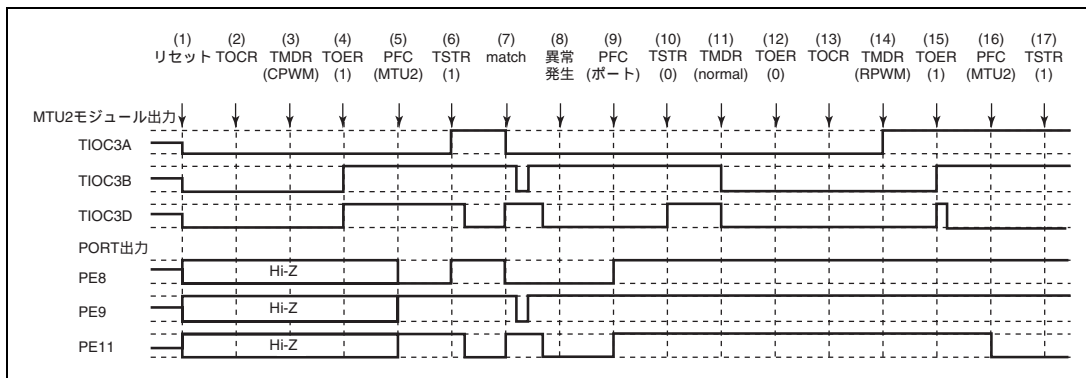 (1) (2) (3) (4) (5) (6) (7) (8) (9) (10) (11) (12) (13) (14) (15) (16) (17)
リセット TOCR TMDR TOER PFC TSTR match 異常 PFC TSTR TMDR TOER TOCR TMDR TOER PFC TSTR
(CPWM) (1) (MTU2) (1) 発生 (ポート) (0) (normal) (0) (RPWM) (1) (MTU2) (1)
MTU2モジュール出力
TIOC3A
TIOC3B
TIOC3D
PORT出力
PE8 Hi-Z
PE9 Hi-Z
PE11 Hi-Z